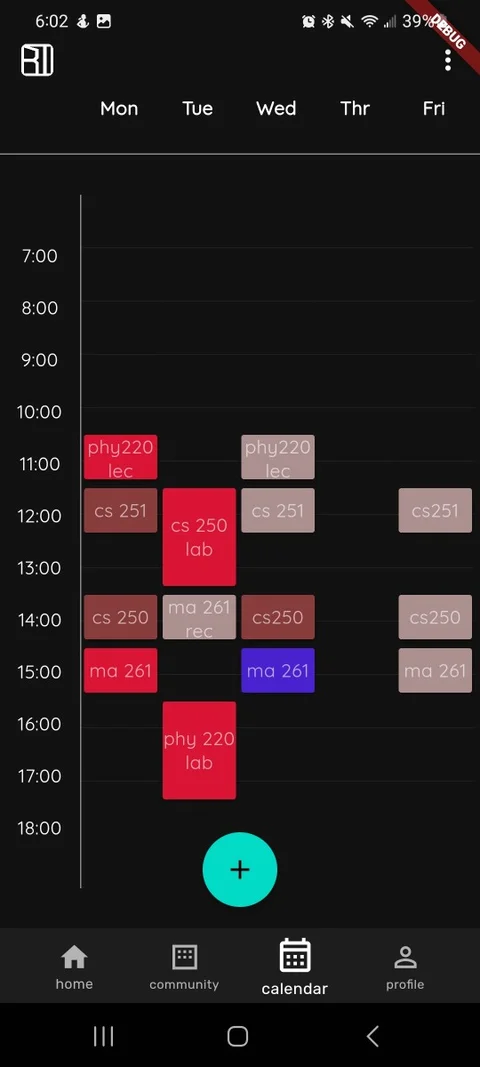 6:02
39%
DEBUG
Mon Tue Wed Thr Fri
7:00
8:00
9:00
10:00
11:00
12:00
13:00
14:00
15:00
16:00
17:00
18:00
phy220
lec
phy220
lec
cs 251
cs 250
lab
cs 251
cs251
cs 250
ma 261
rec
cs250
cs250
ma 261
ma 261
ma 261
phy 220
lab
+
home
community
calendar
profile